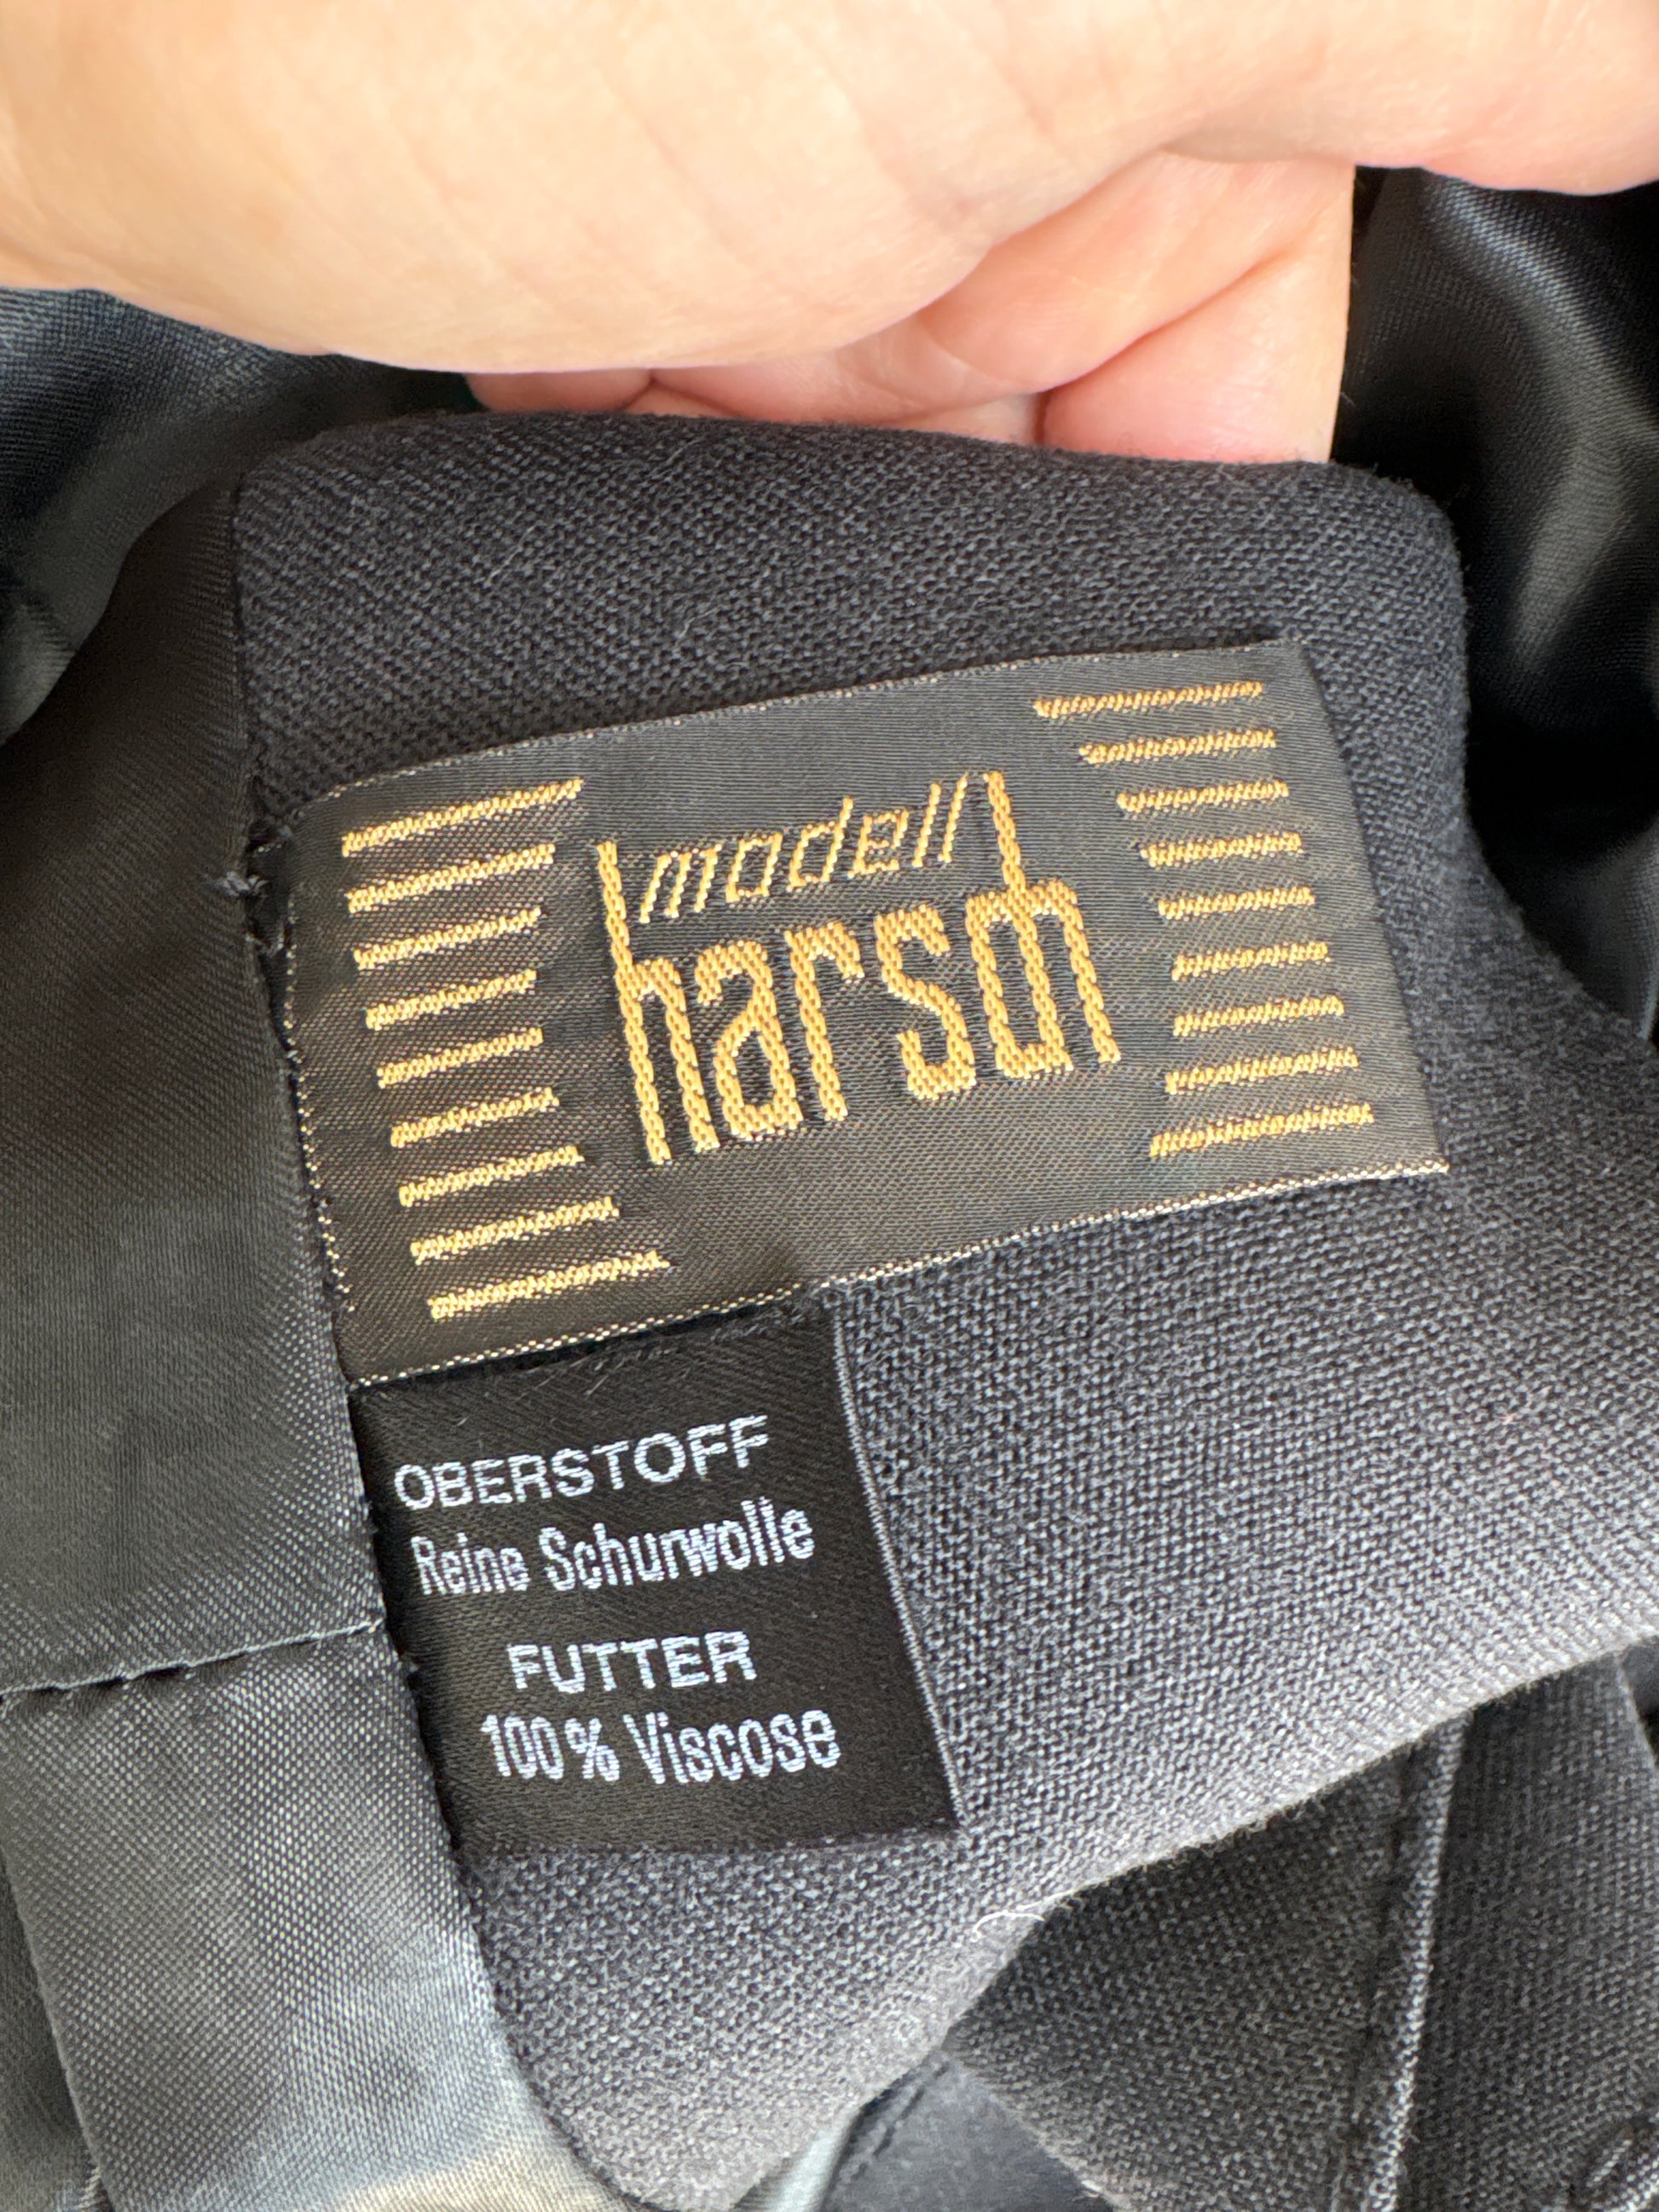 modell
harsch
OBERSTOFF
Reine Schurwolle
FUTTER
100% Viscose